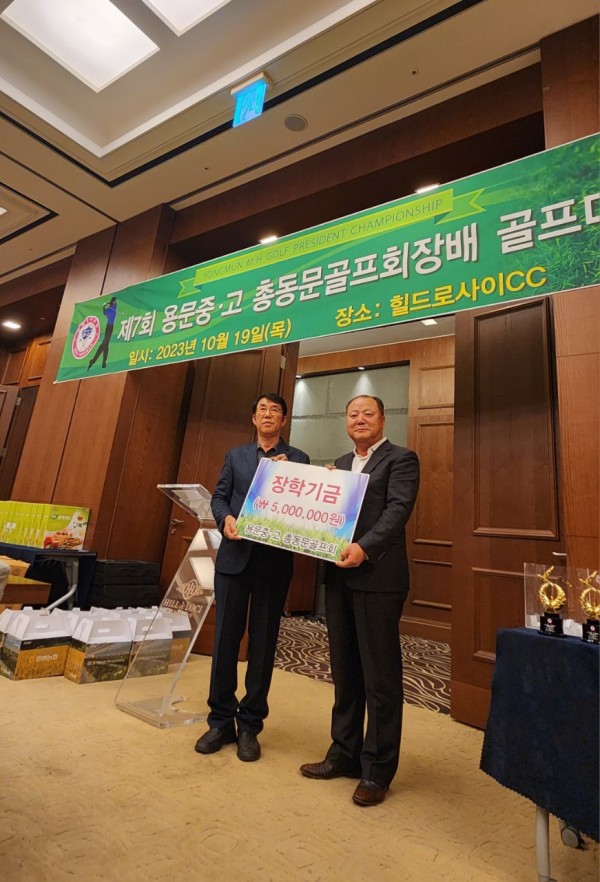 YONGMUN M.H GOLF PRESIDENT CHAMPIONSHIP
제7회 용문중·고 총동문골프회장배 골프대
일시: 2023년 10월 19일(목) 장소: 힐드로사이CC
장학기금
(₩ 5,000,000원)
용문중·고 총동문골프회
HILL de LOCI